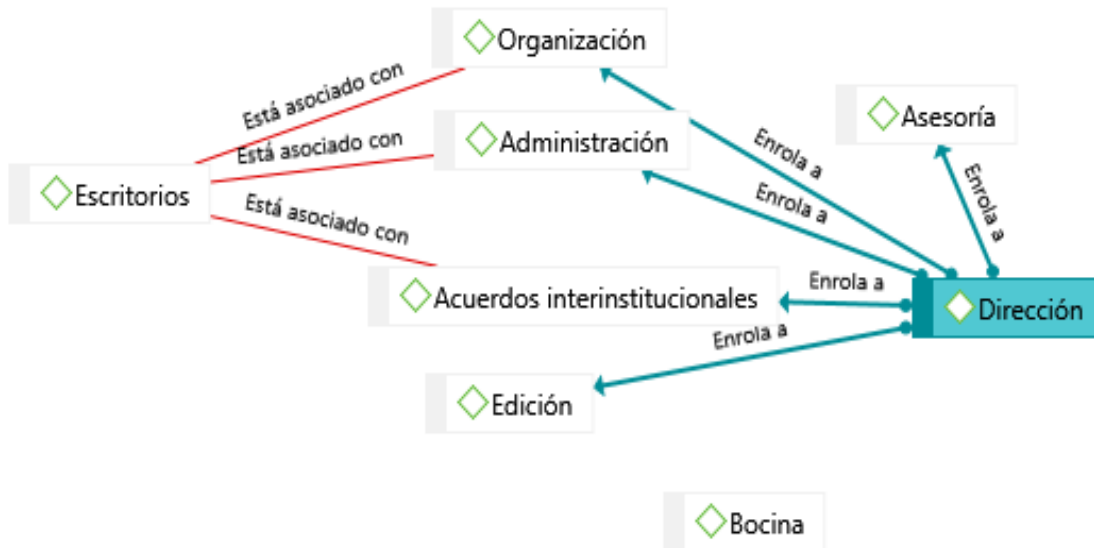 Organización
Está asociado con
Asesoría
Administración
Enrola a
Está asociado con
Enrola a
Enrola a
Escritorios
Está asociado con
Acuerdos interinstitucionales
Enrola a
Dirección
Enrola a
Edición
Bocina